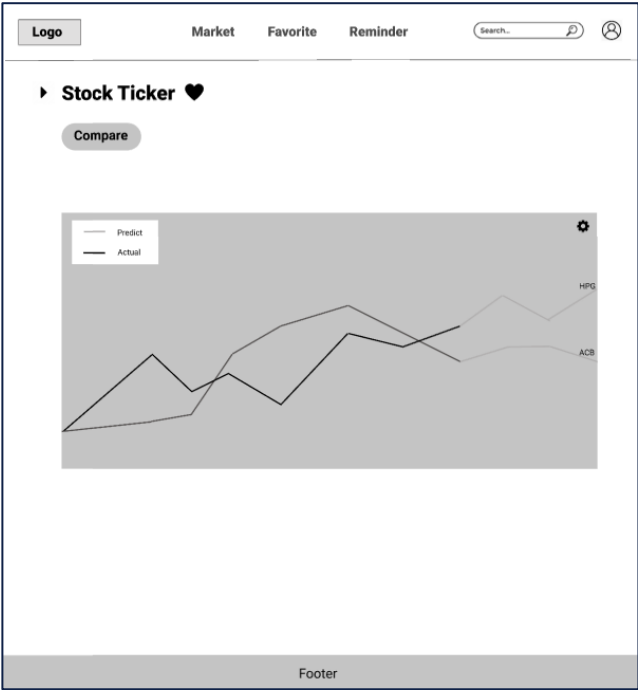 Logo
Market
Favorite
Reminder
Search...
Stock Ticker
Compare
Predict
Actual
HPG
ACB
Footer